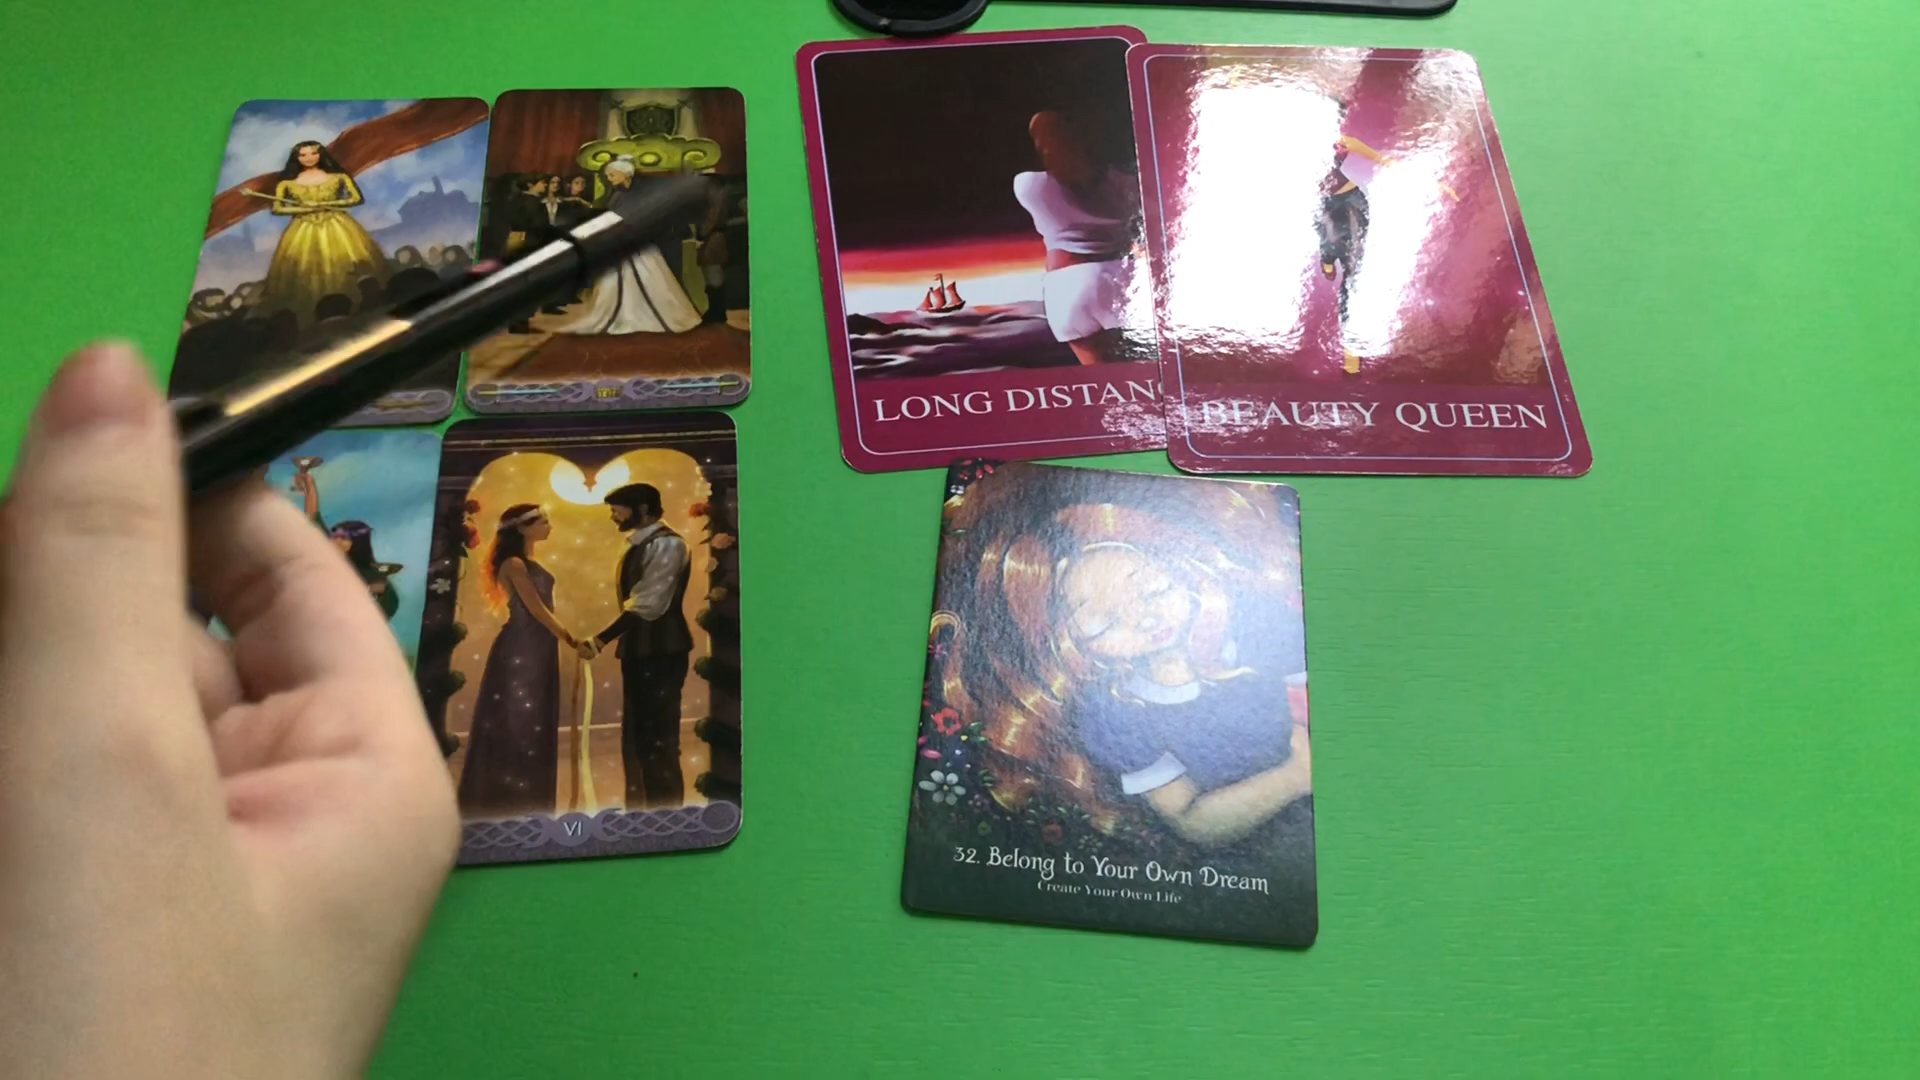 LONG DISTANC
BEAUTY QUEEN
VI
32. Belong to Your Own Dream
Create Your Own Life